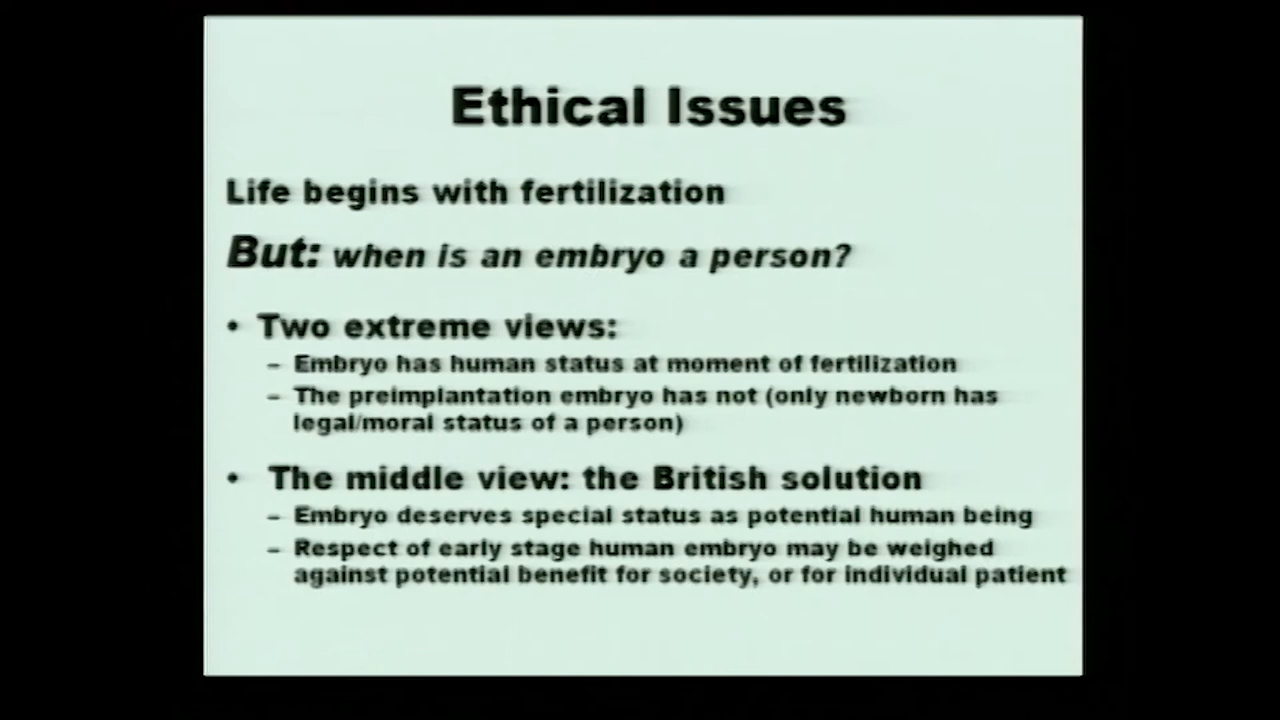 Ethical Issues
Life begins with fertilization
But: when is an embryo a person?
• Two extreme views:
– Embryo has human status at moment of fertilization
– The preimplantation embryo has not (only newborn has
legal/moral status of a person)
• The middle view: the British solution
– Embryo deserves special status as potential human being
– Respect of early stage human embryo may be weighed
against potential benefit for society, or for individual patient